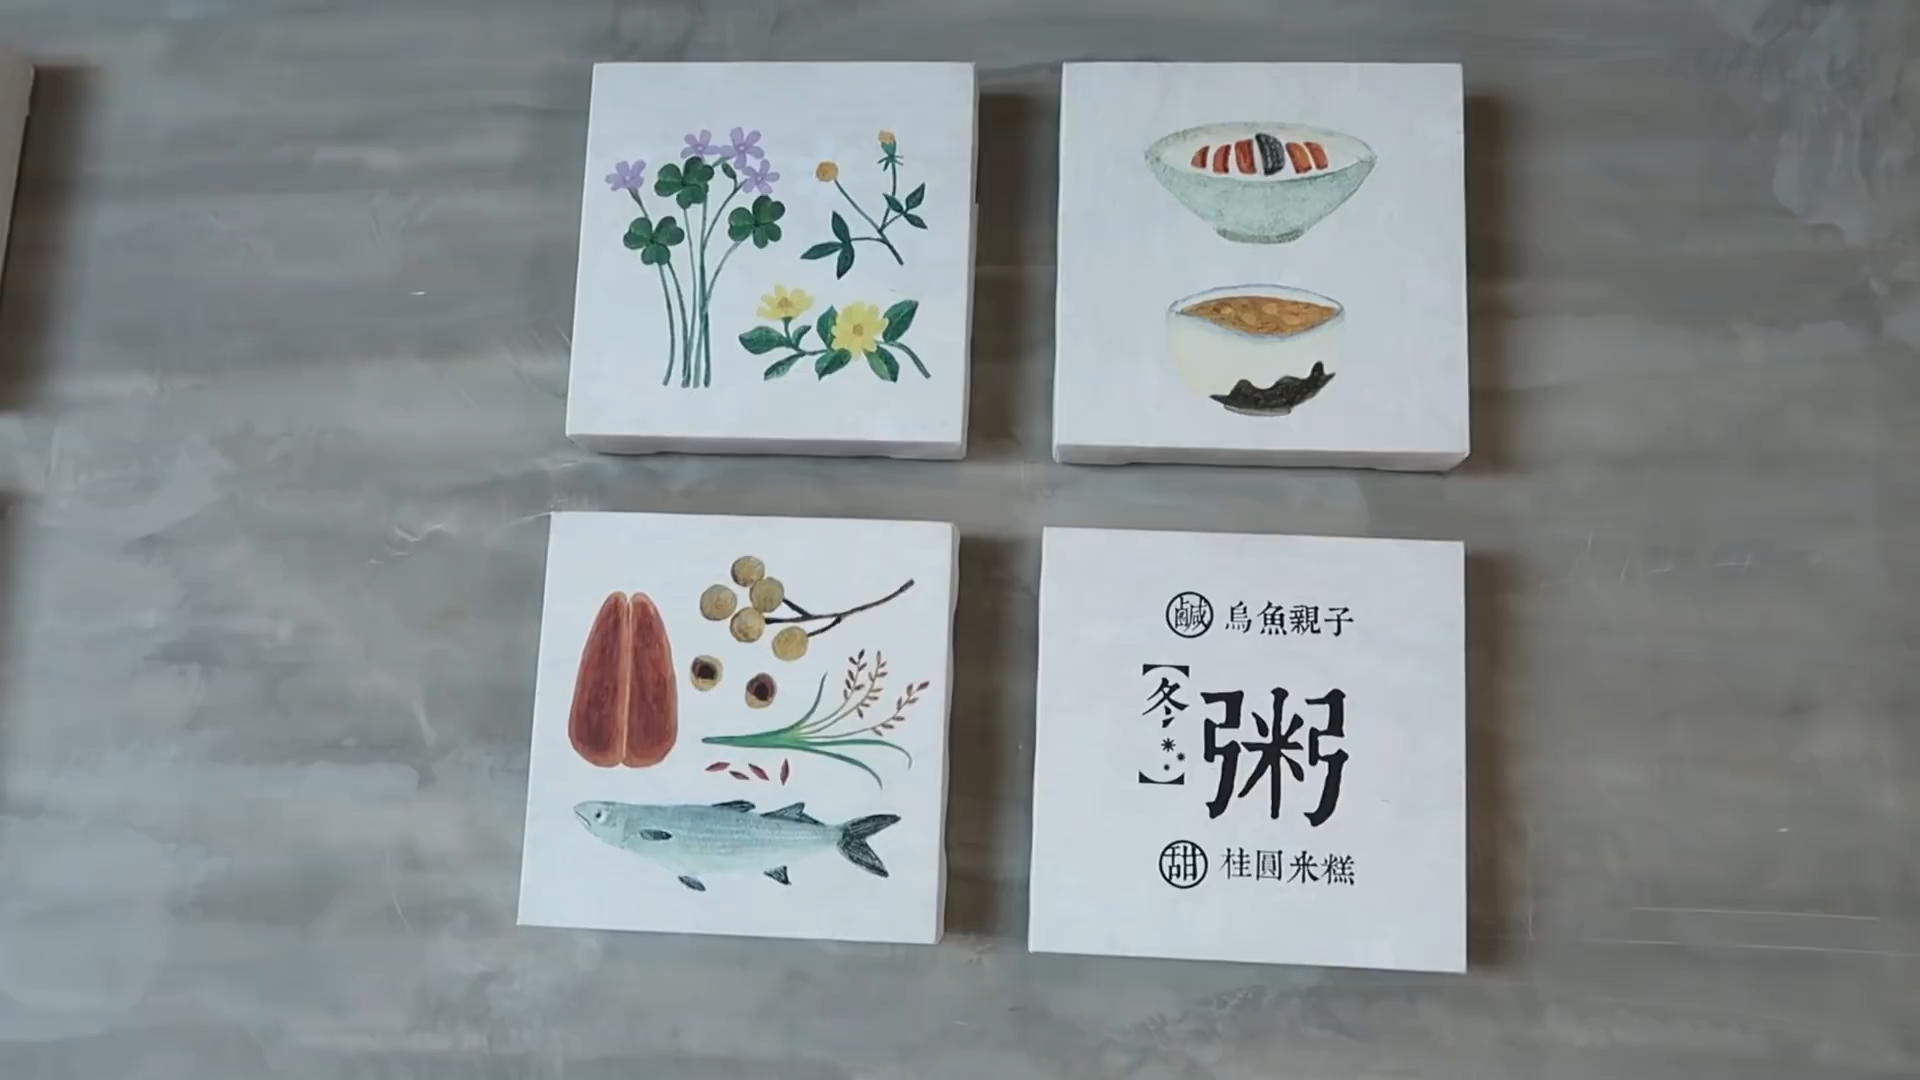 鹹 烏魚親子
【冬】
粥
甜 桂圓米糕